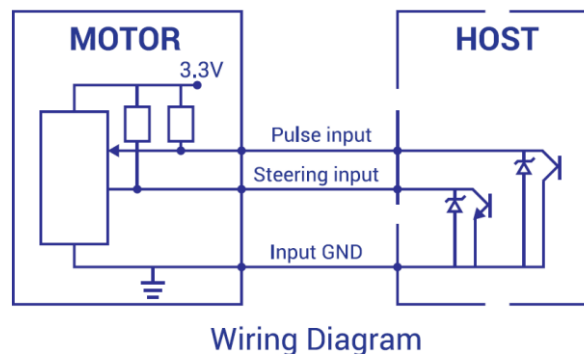 MOTOR
HOST
3.3V
Pulse input
Steering input
Input GND
Wiring Diagram